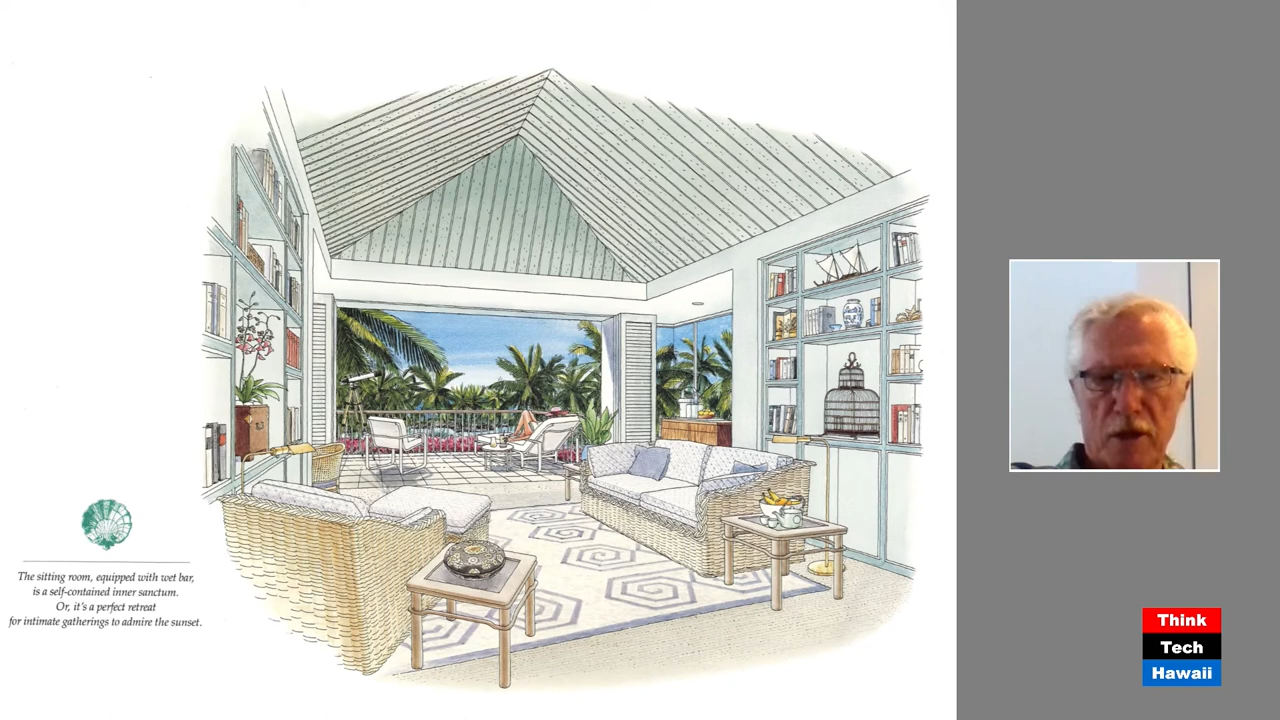 The sitting room, equipped with wet bar,
is a self-contained inner sanctum.
Or, it's a perfect retreat
for intimate gatherings to admire the sunset.
Think
Tech
Hawaii